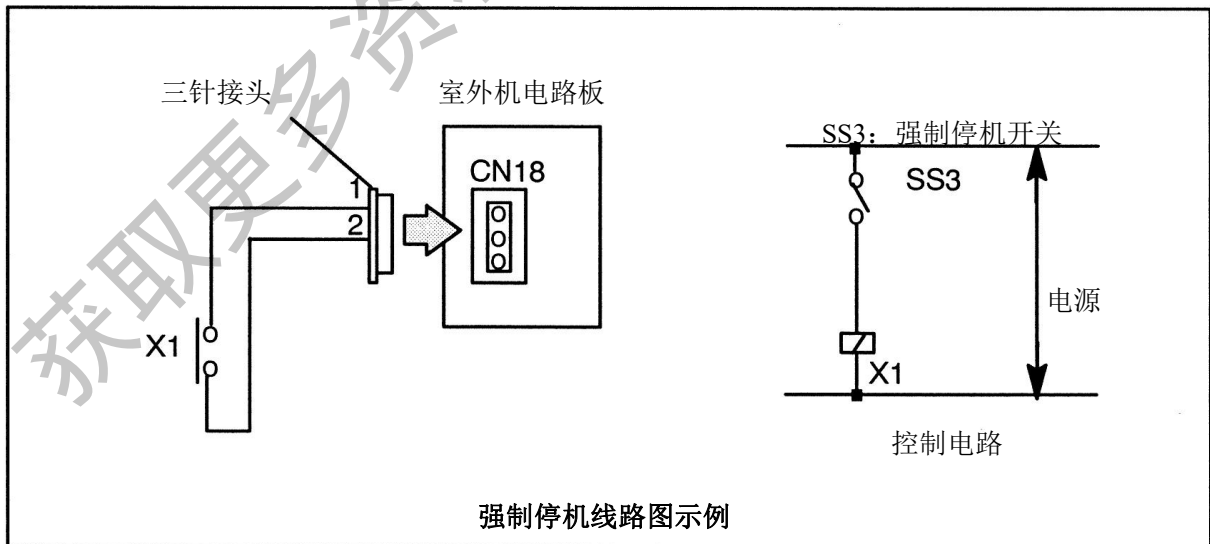 获取更多资
三针接头
室外机电路板
1
2
CN18
X1
SS3：强制停机开关
SS3
电源
X1
控制电路
强制停机线路图示例